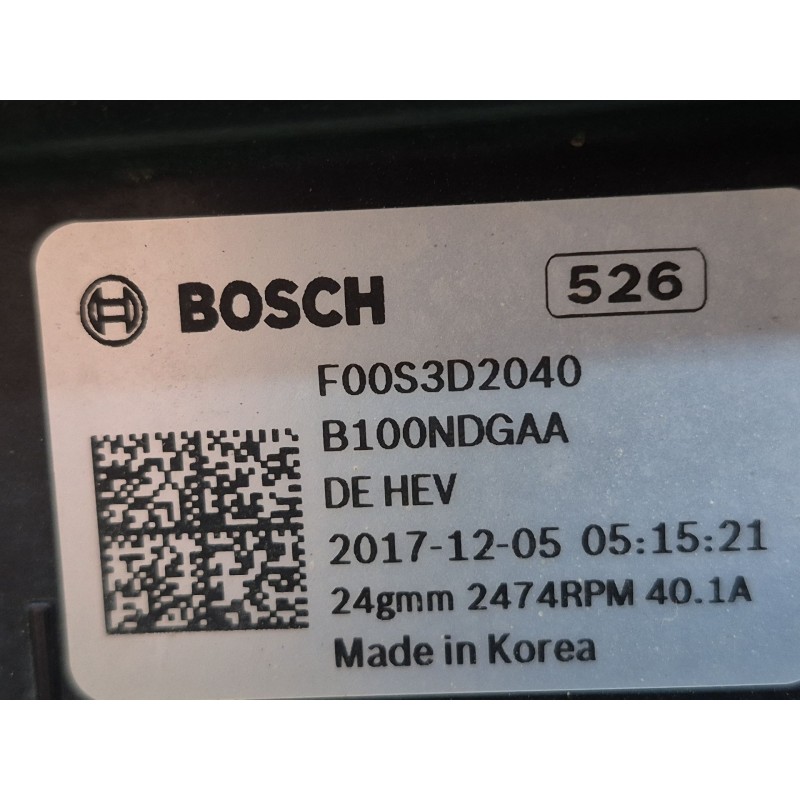 BOSCH 526
F00S3D2040
B100NDGAA
DE HEV
2017-12-05 05:15:21
24gmm 2474RPM 40.1A
Made in Korea